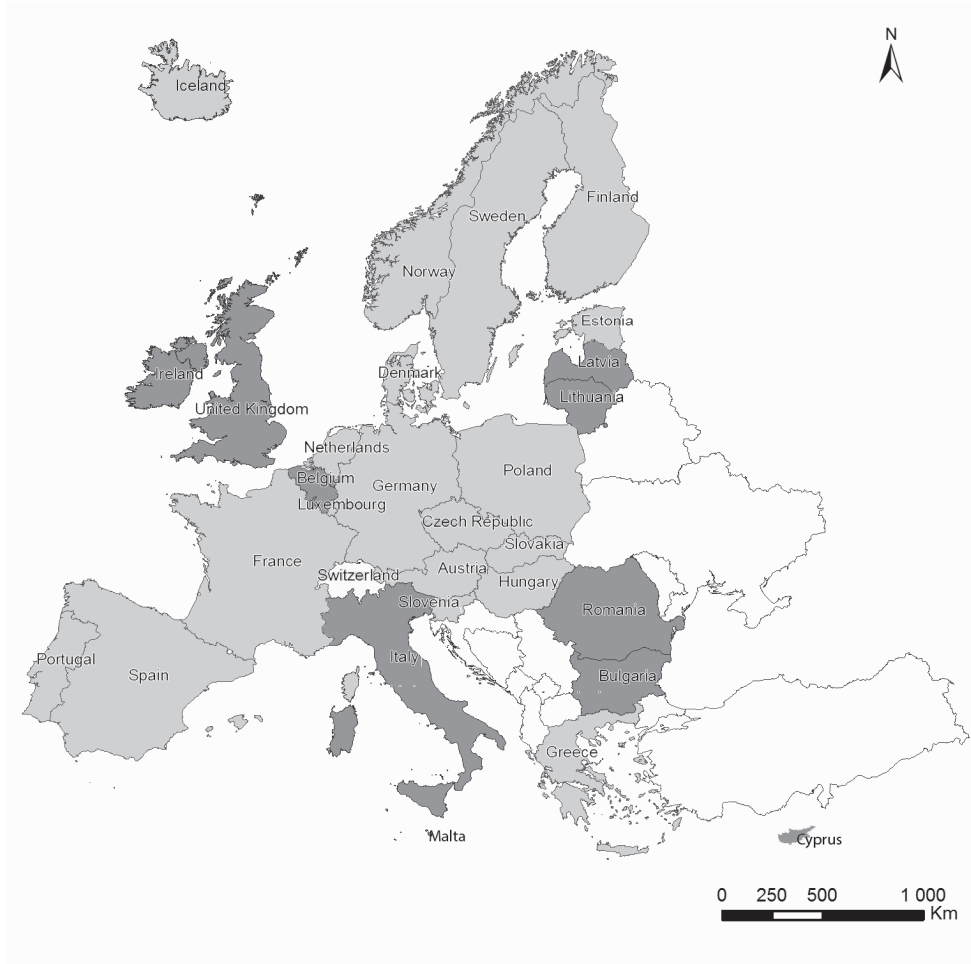 N
Iceland
Finland
Sweden
Norway
Estonia
Latvia
Denmark
Ireland
Lithuania
United Kingdom
Netherlands
Poland
Belgium
Germany
Luxembourg
Czech Republic
Slovakia
France
Austria
Switzerland
Hungary
Slovenia
Romania
Italy
Portugal
Spain
Bulgaria
Greece
Malta
Cyprus
0 250 500 1 000
Km